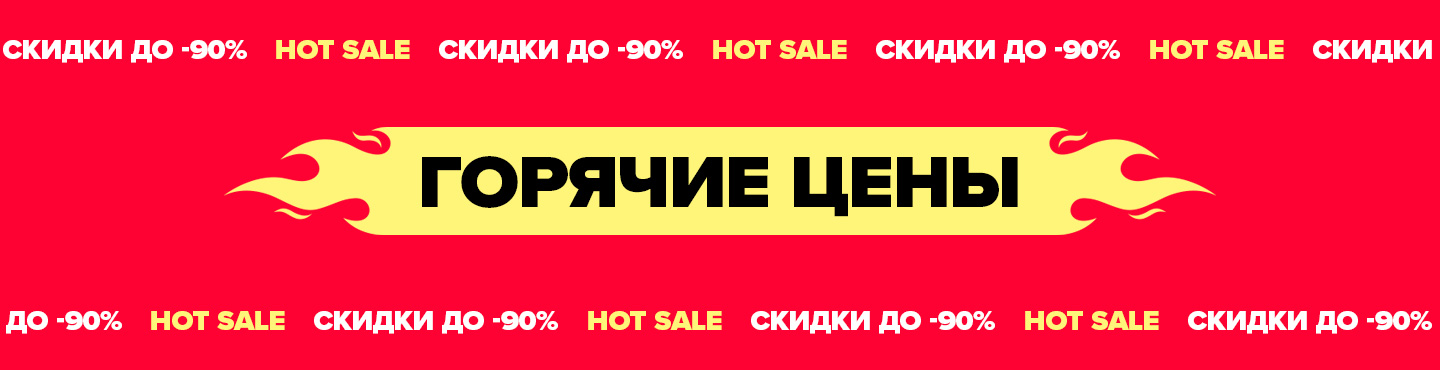 СКИДКИ ДО -90% HOT SALE СКИДКИ ДО -90% HOT SALE СКИДКИ ДО -90% HOT SALE СКИДКИ
ГОРЯЧИЕ ЦЕНЫ
ДО -90% HOT SALE СКИДКИ ДО -90% HOT SALE СКИДКИ ДО -90% HOT SALE СКИДКИ ДО -90%